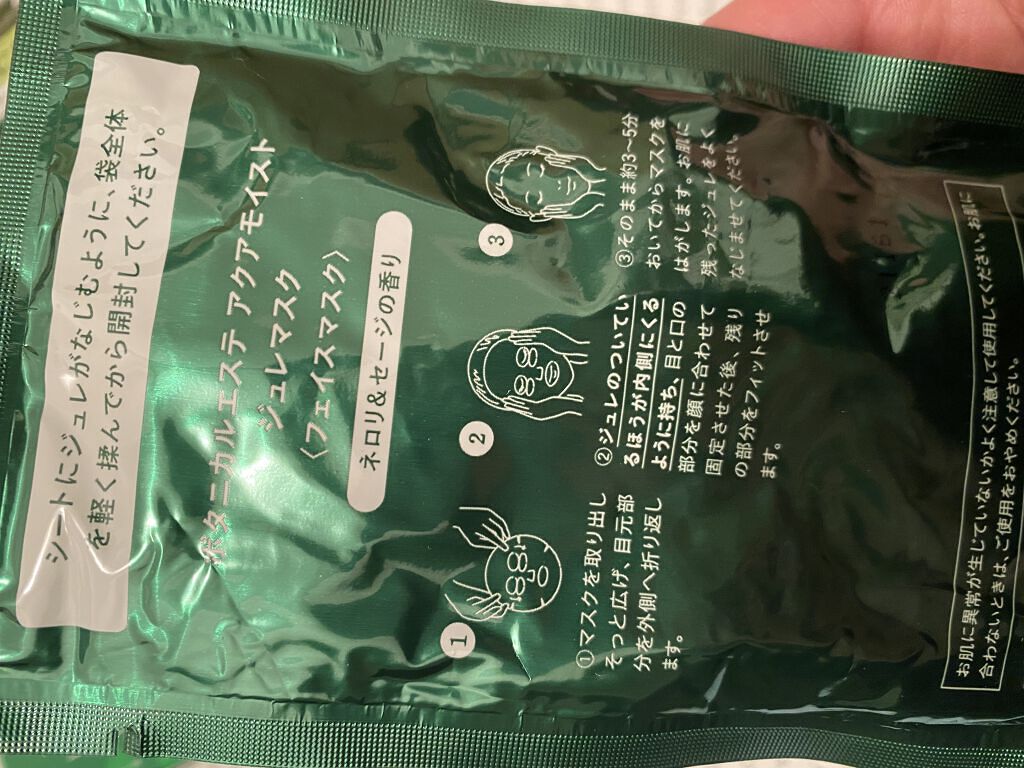 シートにジュレがなじむように、袋全体
を軽く揉んでから開封してください。
ボタニカルエステ アクアモイスト
ジュレマスク
〈フェイスマスク〉
ネロリ&セージの香り
1
2
3
①マスクを取り出し
そっと広げ、目元部
分を外側へ折り返し
ます。
②ジュレのついてい
るほうが内側にくる
ように持ち、目と口の
部分を顔に合わせて
固定させた後、残り
の部分をフィットさせ
ます。
③そのまま約3~5分
おいてからマスクを
はがします。お肌に
残ったジュレをよく
なじませてください。
お肌に異常が生じていないかよく注意して使用してください。お肌に
合わないときは、ご使用をおやめください。